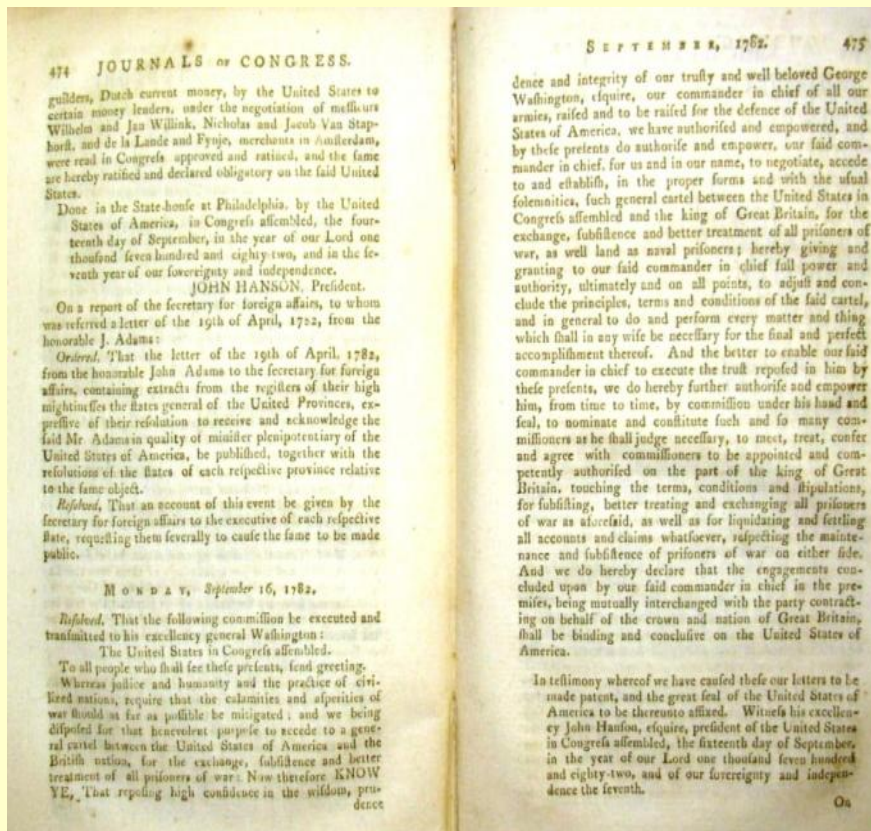 474 JOURNALS OF CONGRESS.
guilders, Dutch current money, by the United States to
certain money lenders, under the negotiation of messieurs
Wilhem and Jan Willink, Nicholas and Jacob Van Stap-
horst, and de la Lande and Fynje, merchants in Amsterdam,
were read in Congreſs approved and ratified, and the ſame
are hereby ratified and declared obligatory on the ſaid United
States.
Done in the State-houſe at Philadelphia, by the United
States of America, in Congreſs aſſembled, the four-
teenth day of September, in the year of our Lord one
thouſand ſeven hundred and eighty-two, and in the ſe-
venth year of our ſovereignty and independence.
JOHN HANSON, Preſident.
On a report of the ſecretary for foreign affairs, to whom
was referred a letter of the 19th of April, 1782, from the
honorable J. Adams:
Ordered, That the letter of the 19th of April, 1782,
from the honorable John Adams to the ſecretary for foreign
affairs, containing extracts from the regiſters of their high
mightineſſes the ſtates general of the United Provinces, ex-
preſſive of their reſolution to receive and acknowledge the
ſaid Mr. Adams in quality of miniſter plenipotentiary of the
United States of America, be publiſhed, together with the
reſolutions of the ſtates of each reſpective province relative
to the ſame object.
Reſolved, That an account of this event be given by the
ſecretary for foreign affairs to the executive of each reſpective
ſtate, requeſting them ſeverally to cauſe the ſame to be made
public.
MONDAY, September 16, 1782.
Reſolved, That the following commiſſion be executed and
tranſmitted to his excellency general Waſhington:
The United States in Congreſs aſſembled.
To all people who ſhall ſee theſe preſents, ſend greeting.
Whereas juſtice and humanity and the practice of civi-
lized nations, require that the calamities and aſperities of
war ſhould as far as poſſible be mitigated; and we being
diſpoſed for that benevolent purpoſe to accede to a gene-
ral cartel between the United States of America and the
Britiſh nation, for the exchange, ſubſiſtence and better
treatment of all priſoners of war: Now therefore KNOW
YE, That repoſing high confidence in the wiſdom, pru-
dence
SEPTEMBER, 1782. 475
dence and integrity of our truſty and well beloved George
Waſhington, eſquire, our commander in chief of all our
armies, raiſed and to be raiſed for the defence of the United
States of America, we have authoriſed and empowered, and
by theſe preſents do authoriſe and empower, our ſaid com-
mander in chief, for us and in our name, to negotiate, accede
to and eſtabliſh, in the proper forms and with the uſual
ſolemnities, ſuch general cartel between the United States in
Congreſs aſſembled and the king of Great Britain, for the
exchange, ſubſiſtence and better treatment of all priſoners of
war, as well land as naval priſoners; hereby giving and
granting to our ſaid commander in chief full power and
authority, ultimately and on all points, to adjuſt and con-
clude the principles, terms and conditions of the ſaid cartel,
and in general to do and perform every matter and thing
which ſhall in any wiſe be neceſſary for the final and perfect
accompliſhment thereof. And the better to enable our ſaid
commander in chief to execute the truſt repoſed in him by
theſe preſents, we do hereby further authoriſe and empower
him, from time to time, by commiſſion under his hand and
ſeal, to nominate and conſtitute ſuch and ſo many com-
miſſioners as he ſhall judge neceſſary, to meet, treat, confer
and agree with commiſſioners to be appointed and com-
petently authoriſed on the part of the king of Great
Britain, touching the terms, conditions and ſtipulations,
for ſubſiſting, better treating and exchanging all priſoners
of war as aforeſaid, as well as for liquidating and ſettling
all accounts and claims whatſoever, reſpecting the mainte-
nance and ſubſiſtence of priſoners of war on either ſide.
And we do hereby declare that the engagements con-
cluded upon by our ſaid commander in chief in the pre-
miſes, being mutually interchanged with the party contract-
ing on behalf of the crown and nation of Great Britain,
ſhall be binding and concluſive on the United States of
America.
In teſtimony whereof we have cauſed theſe our letters to be
made patent, and the great ſeal of the United States of
America to be thereunto affixed. Witneſs his excellen-
cy John Hanſon, eſquire, preſident of the United States
in Congreſs aſſembled, the ſixteenth day of September,
in the year of our Lord one thouſand ſeven hundred
and eighty-two, and of our ſovereignty and indepen-
dence the ſeventh.
On